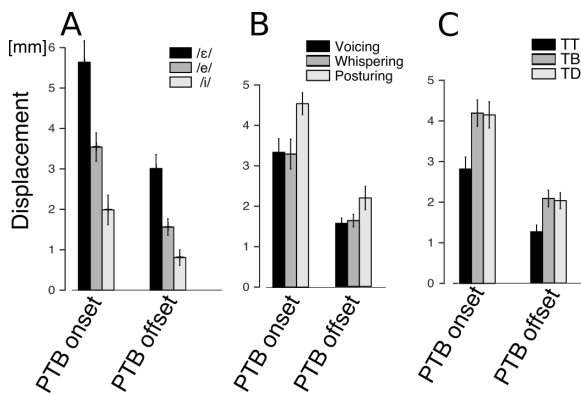 A
B
C
[mm]
Displacement
6
5
4
3
2
1
0
/ε/
/e/
/i/
PTB onset
PTB offset
5
4
3
2
1
0
Voicing
Whispering
Posturing
PTB onset
PTB offset
5
4
3
2
1
0
TT
TB
TD
PTB onset
PTB offset